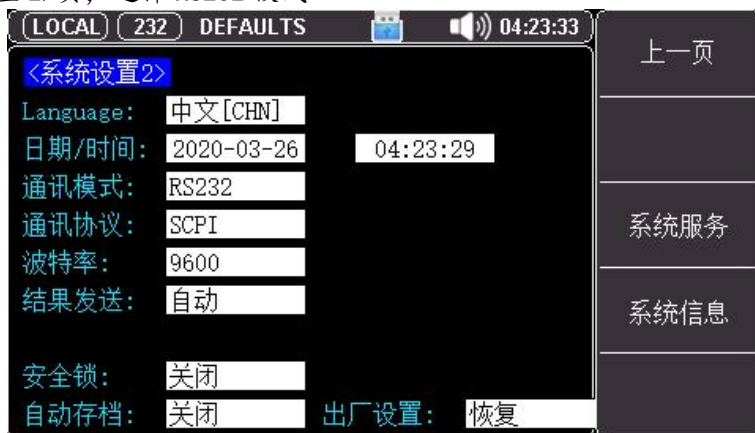 (LOCAL) (232) DEFAULTS 04:23:33
上一页
<系统设置2>
Language: 中文[CHN]
日期/时间: 2020-03-26 04:23:29
通讯模式: RS232
通讯协议: SCPI
系统服务
波特率: 9600
结果发送: 自动
系统信息
安全锁: 关闭
自动存档: 关闭 出厂设置: 恢复